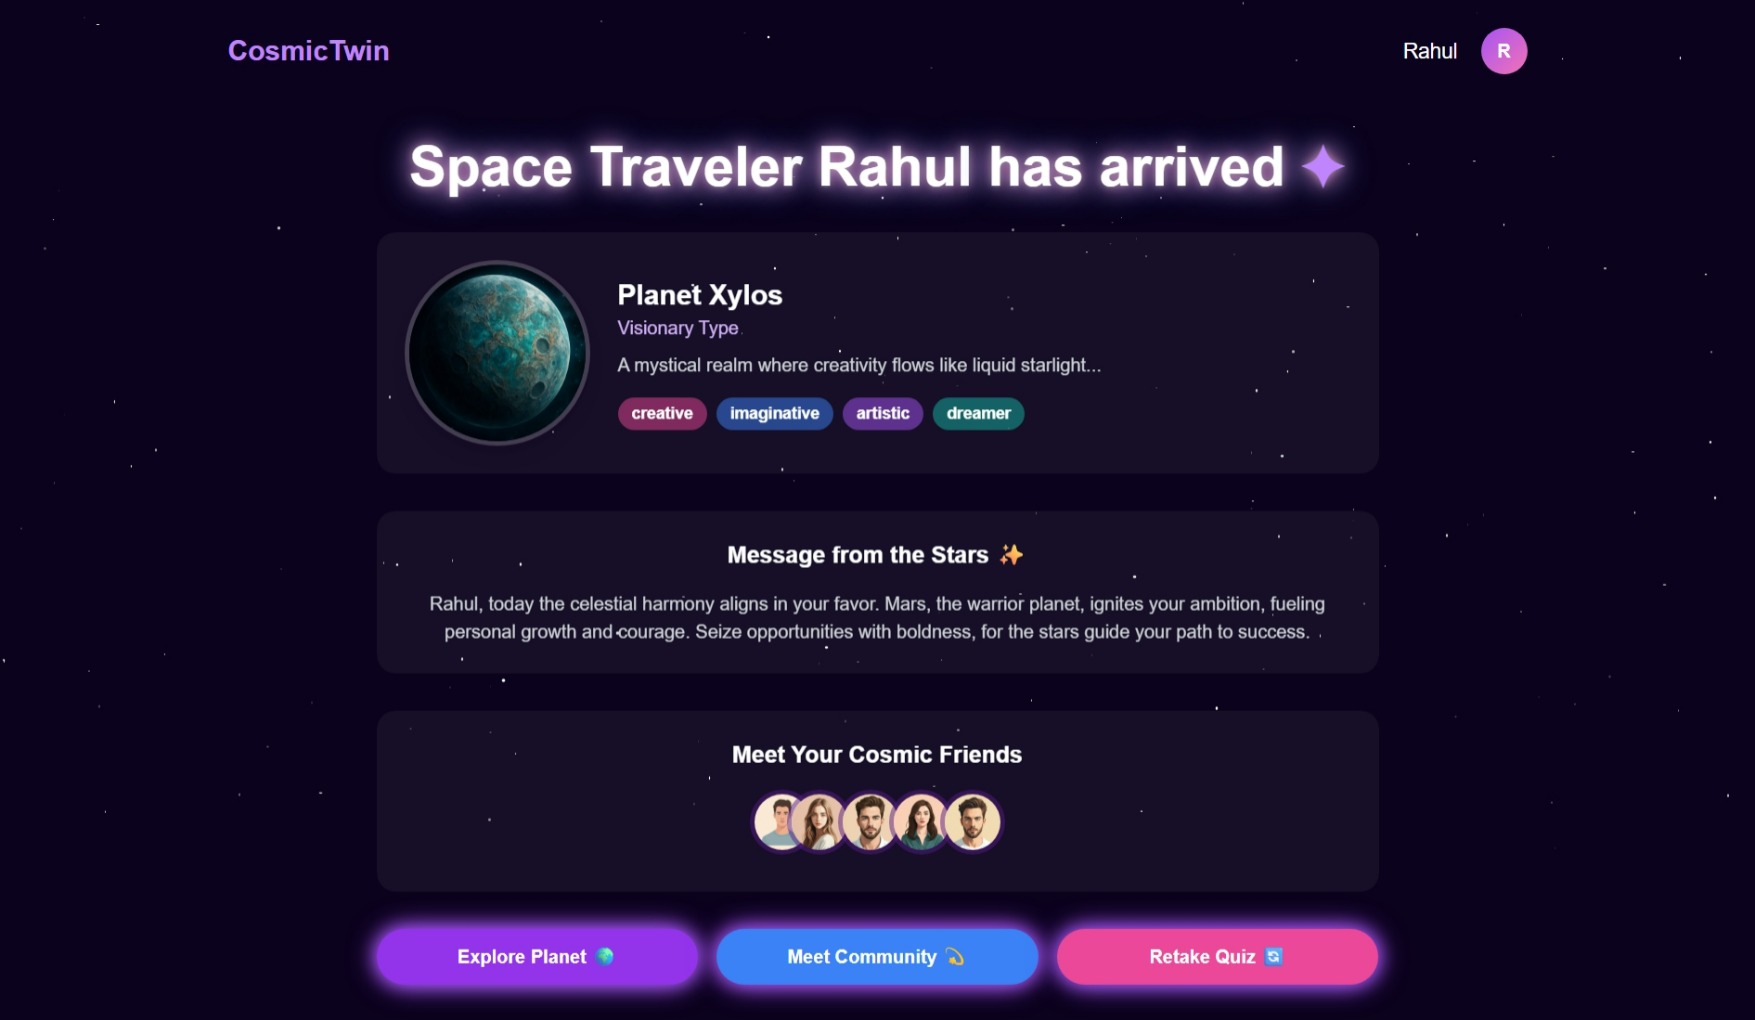 CosmicTwin
Rahul
R
Space Traveler Rahul has arrived
Planet Xylos
Visionary Type
A mystical realm where creativity flows like liquid starlight...
creative imaginative artistic dreamer
Message from the Stars ✨
Rahul, today the celestial harmony aligns in your favor. Mars, the warrior planet, ignites your ambition, fueling
personal growth and courage. Seize opportunities with boldness, for the stars guide your path to success.
Meet Your Cosmic Friends
Explore Planet 🌍
Meet Community 💫
Retake Quiz 🔄